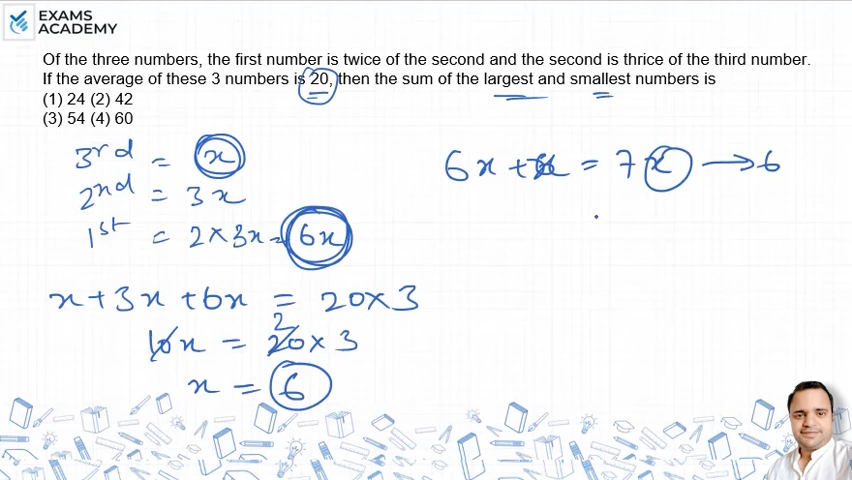 EXAMS
ACADEMY
Of the three numbers, the first number is twice of the second and the second is thrice of the third number.
If the average of these 3 numbers is 20, then the sum of the largest and smallest numbers is
(1) 24 (2) 42
(3) 54 (4) 60
3rd = x
2nd = 3x
1st = 2×3x = 6x
x+3x+6x = 20×3
10x = 20×3
2
x = 6
6x + x = 7x → 6